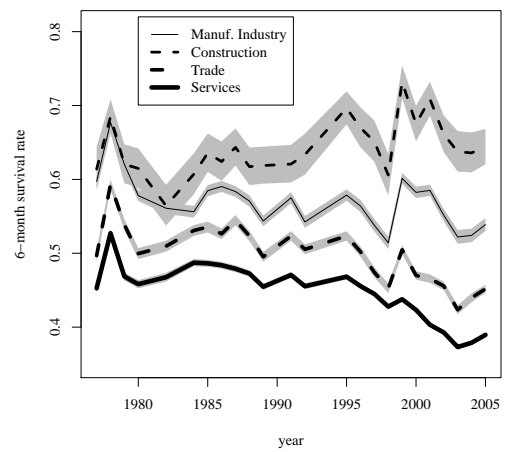 Manuf. Industry
Construction
Trade
Services
6−month survival rate
0.8
0.7
0.6
0.5
0.4
1980 1985 1990 1995 2000 2005
year